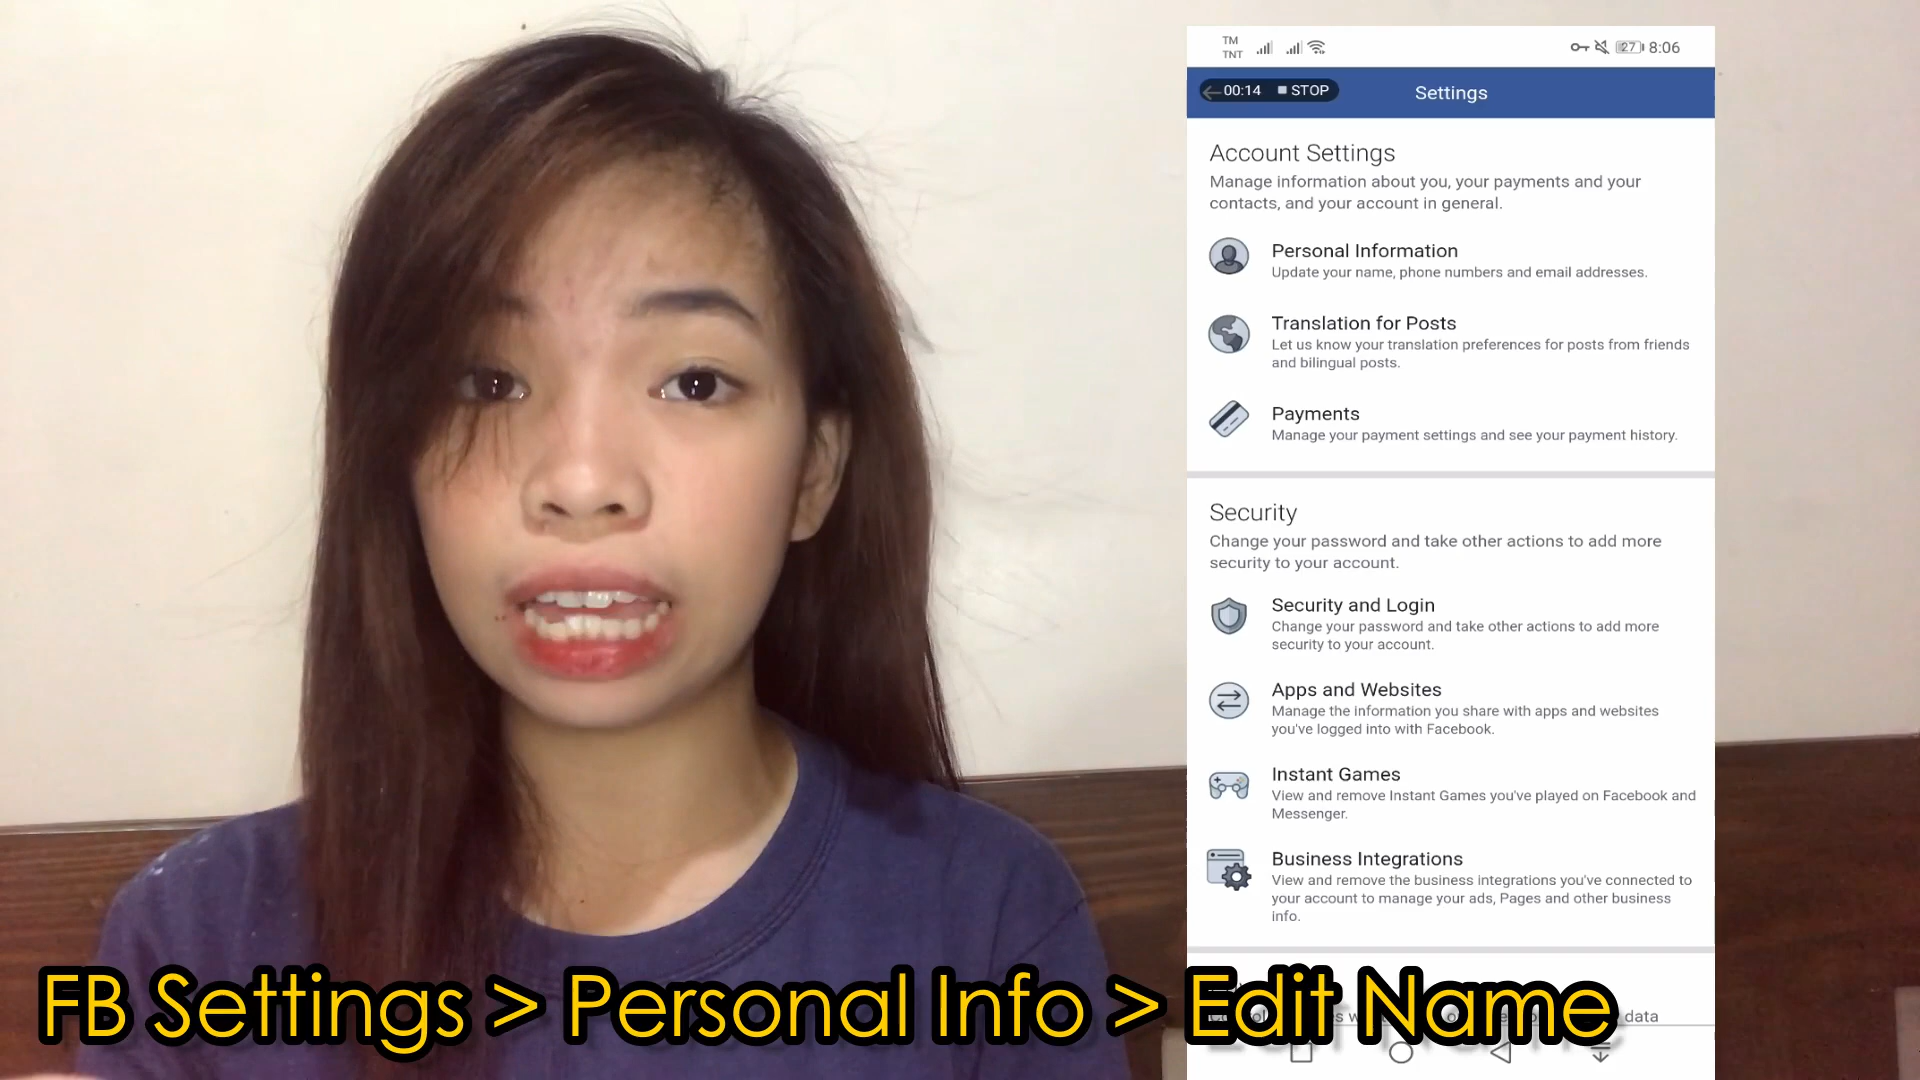 TM
TNT
27 8:06
00:14 STOP
Settings
Account Settings
Manage information about you, your payments and your
contacts, and your account in general.
Personal Information
Update your name, phone numbers and email addresses.
Translation for Posts
Let us know your translation preferences for posts from friends
and bilingual posts.
Payments
Manage your payment settings and see your payment history.
Security
Change your password and take other actions to add more
security to your account.
Security and Login
Change your password and take other actions to add more
security to your account.
Apps and Websites
Manage the information you share with apps and websites
you've logged into with Facebook.
Instant Games
View and remove Instant Games you've played on Facebook and
Messenger.
Business Integrations
View and remove the business integrations you've connected to
your account to manage your ads, Pages and other business
info.
FB Settings > Personal Info > Edit Name
data